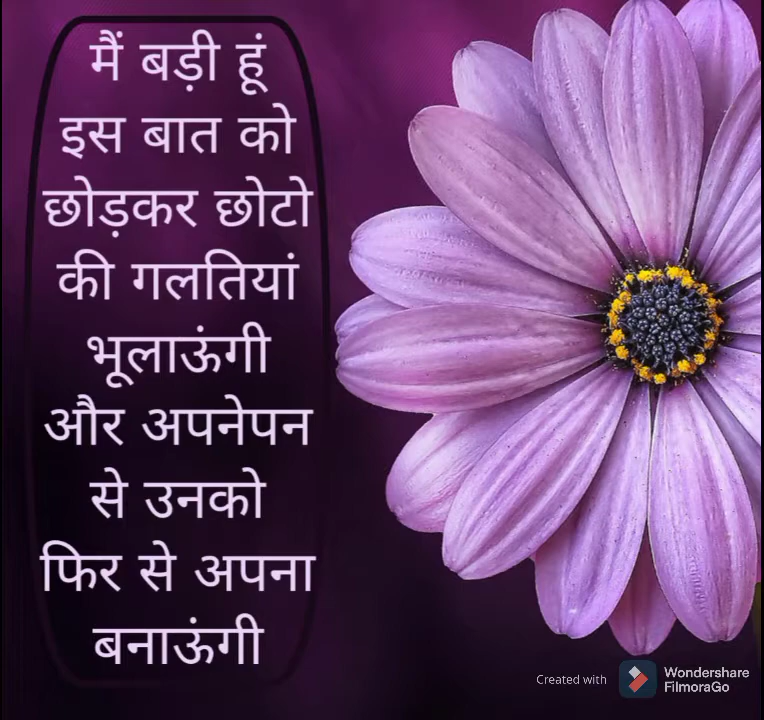 मैं बड़ी हूं
इस बात को
छोड़कर छोटो
की गलतियां
भूलाऊंगी
और अपनेपन
से उनको
फिर से अपना
बनाऊंगी
Created with
Wondershare
FilmoraGo